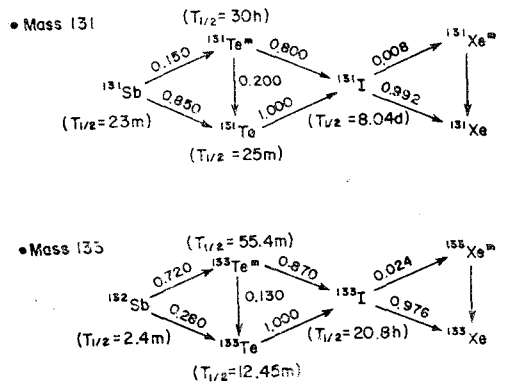 • Mass 131
(T1/2 = 30h)
131Tem
0.800
0.008
131Xem
0.150
131Sb
0.200
131I
0.850
1.000
0.992
(T1/2 = 23m)
131Te
(T1/2 = 8.04d)
131Xe
(T1/2 = 25m)
• Mass 133
(T1/2 = 55.4m)
133Tem
0.870
0.024
133Xem
0.720
132Sb
0.130
133I
0.280
1.000
0.976
(T1/2 = 2.4m)
133Te
(T1/2 = 20.8h)
133Xe
(T1/2 = 12.45m)